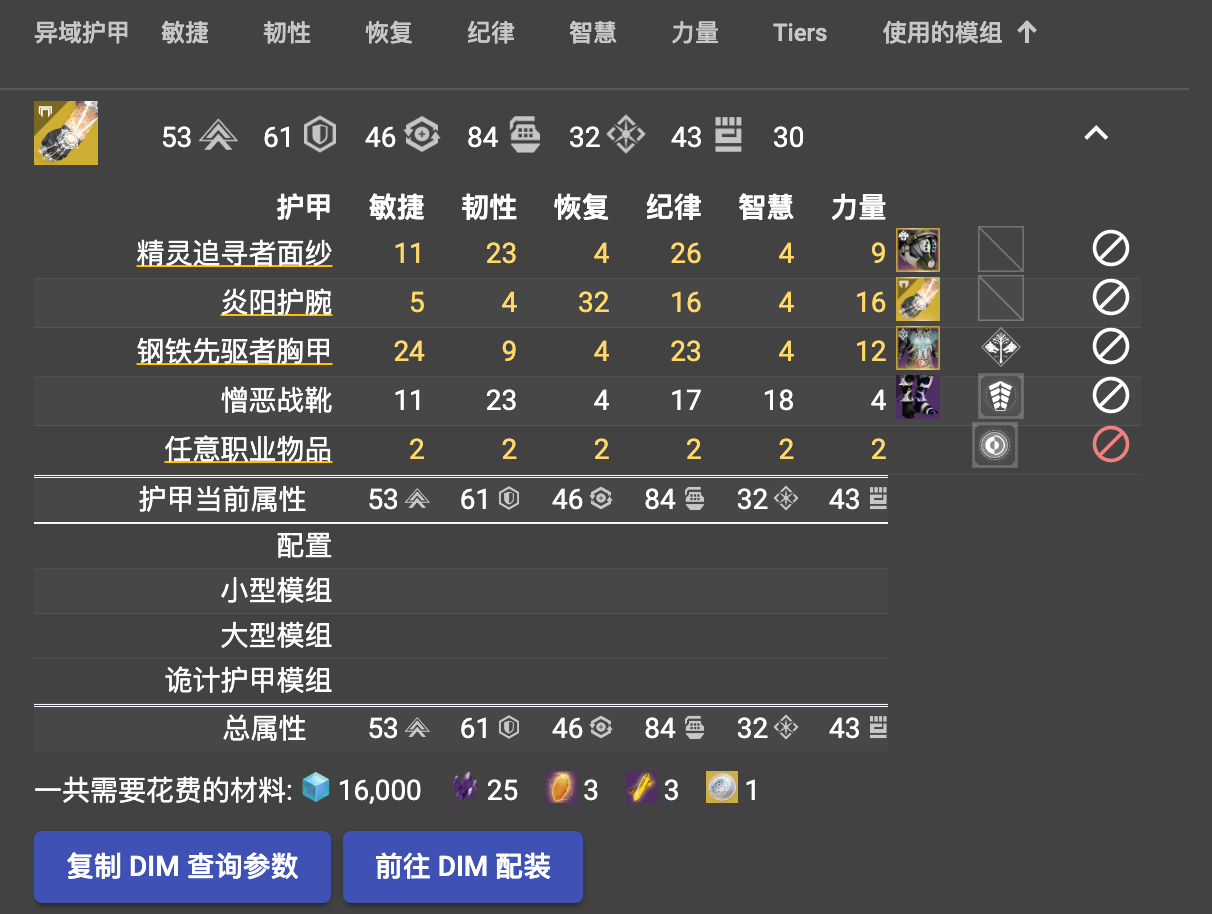 异域护甲 敏捷 韧性 恢复 纪律 智慧 力量 Tiers 使用的模组
53 61 46 84 32 43 30
护甲 敏捷 韧性 恢复 纪律 智慧 力量
精灵追寻者面纱 11 23 4 26 4 9
炎阳护腕 5 4 32 16 4 16
钢铁先驱者胸甲 24 9 4 23 4 12
憎恶战靴 11 23 4 17 18 4
任意职业物品 2 2 2 2 2 2
护甲当前属性 53 61 46 84 32 43
配置
小型模组
大型模组
诡计护甲模组
总属性 53 61 46 84 32 43
一共需要花费的材料: 16,000 25 3 3 1
复制 DIM 查询参数 前往 DIM 配装